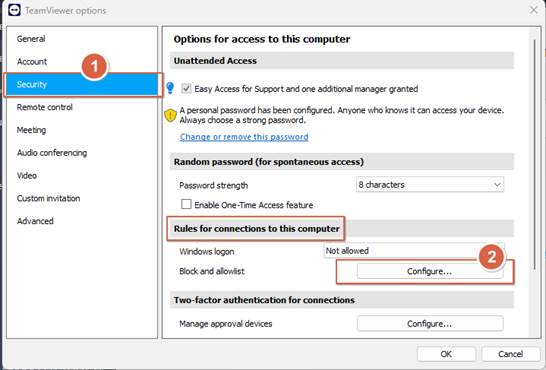 TeamViewer options
General
Account
Security
Remote control
Meeting
Audio conferencing
Video
Custom invitation
Advanced
1
Options for access to this computer
Unattended Access
Easy Access for Support and one additional manager granted
A personal password has been configured. Anyone who knows it can access your device.
Always choose a strong password.
Change or remove this password
Random password (for spontaneous access)
Password strength 8 characters
Enable One-Time Access feature
Rules for connections to this computer
Windows logon Not allowed
2
Block and allowlist Configure...
Two-factor authentication for connections
Manage approval devices Configure...
OK Cancel